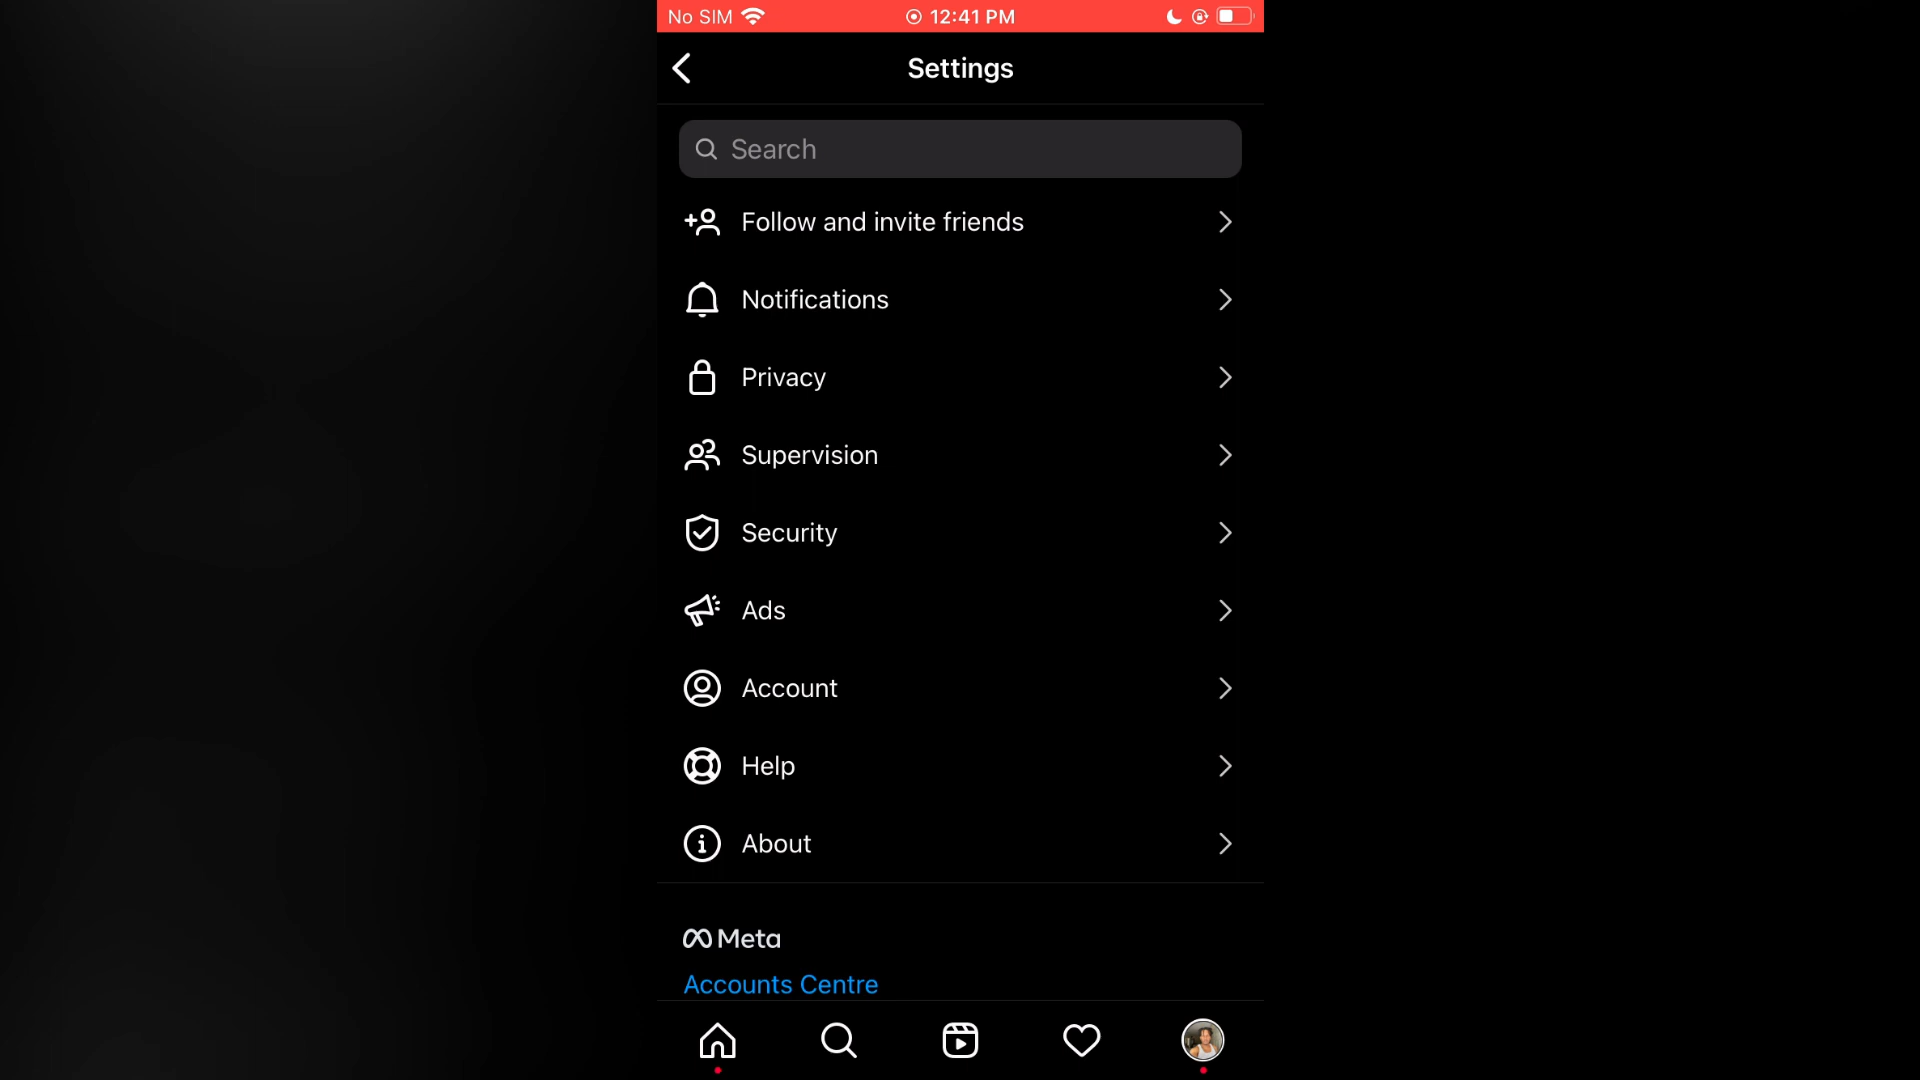 No SIM 12:41 PM
Settings
Search
Follow and invite friends
Notifications
Privacy
Supervision
Security
Ads
Account
Help
About
Meta
Accounts Centre